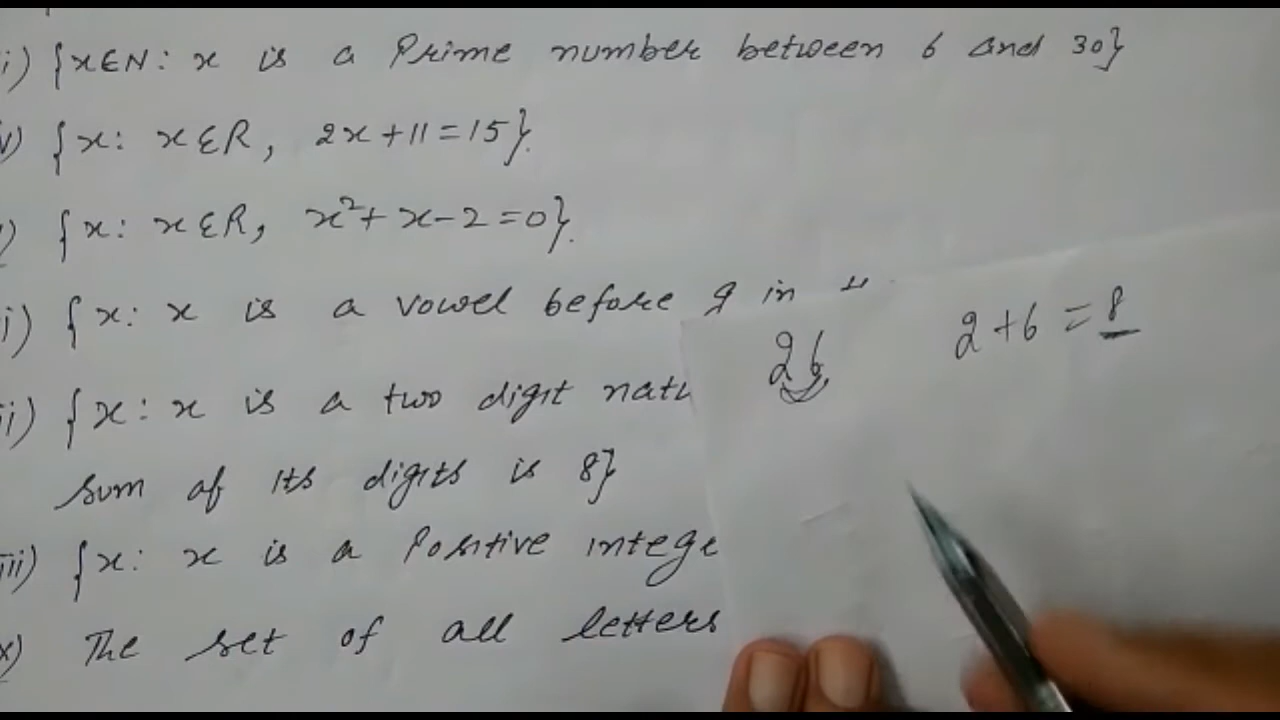 i) {x∈N: x is a Prime number between 6 and 30}
v) {x: x∈R, 2x+11=15}.
) {x: x∈R, x²+x-2=0}.
i) {x: x is a vowel before g in "
26 2+6=8
ii) {x: x is a two digit natu
sum of its digits is 8}
iii) {x: x is a Positive intege
x) The set of all letters